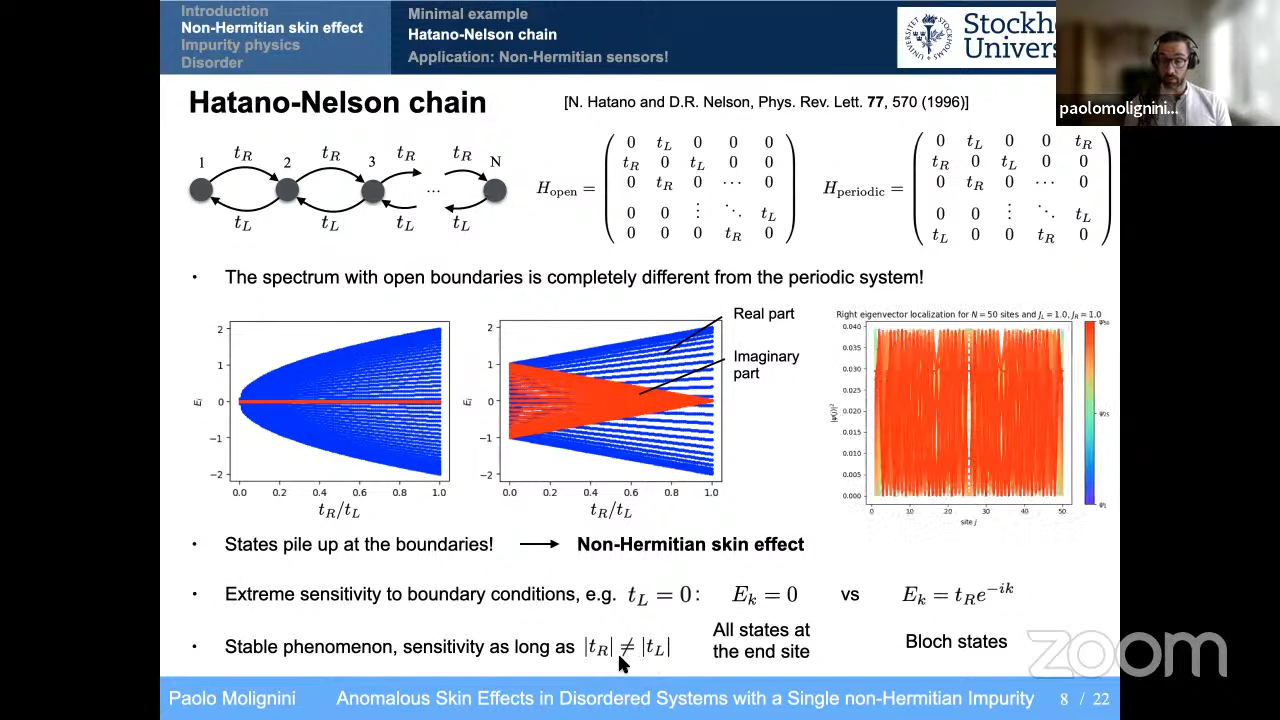 Introduction
Non-Hermitian skin effect
Impurity physics
Disorder
Minimal example
Hatano-Nelson chain
Application: Non-Hermitian sensors!
Stockh
Univer
paolomolignini...
Hatano-Nelson chain
[N. Hatano and D.R. Nelson, Phys. Rev. Lett. 77, 570 (1996)]
1 t_R 2 t_R 3 t_R t_R N
...
t_L t_L t_L t_L
H_open =
0 t_L 0 0 0
t_R 0 t_L 0 0
0 t_R 0 ⋯ 0
0 0 ⋮ ⋱ t_L
0 0 0 t_R 0
H_periodic =
0 t_L 0 0 t_R
t_R 0 t_L 0 0
0 t_R 0 ⋯ 0
0 0 ⋮ ⋱ t_L
t_L 0 0 t_R 0
· The spectrum with open boundaries is completely different from the periodic system!
2
1
0
−1
−2
E_i
0.0 0.2 0.4 0.6 0.8 1.0
t_R/t_L
2
1
0
−1
−2
E_i
0.0 0.2 0.4 0.6 0.8 1.0
t_R/t_L
Real part
Imaginary
part
Right eigenvector localization for N = 50 sites and J_L = 1.0, J_R = 1.0
0.040
0.035
0.030
0.025
0.020
0.015
0.010
0.005
0.000
|ψ(j)|²
0 10 20 30 40 50
site j
ψ_50
ψ_25
ψ_1
· States pile up at the boundaries! → Non-Hermitian skin effect
· Extreme sensitivity to boundary conditions, e.g. t_L = 0 : E_k = 0 vs E_k = t_R e^{−ik}
· Stable phenomenon, sensitivity as long as |t_R| ≠ |t_L|
All states at
the end site
Bloch states
zoom
Paolo Molignini Anomalous Skin Effects in Disordered Systems with a Single non-Hermitian Impurity 8 / 22